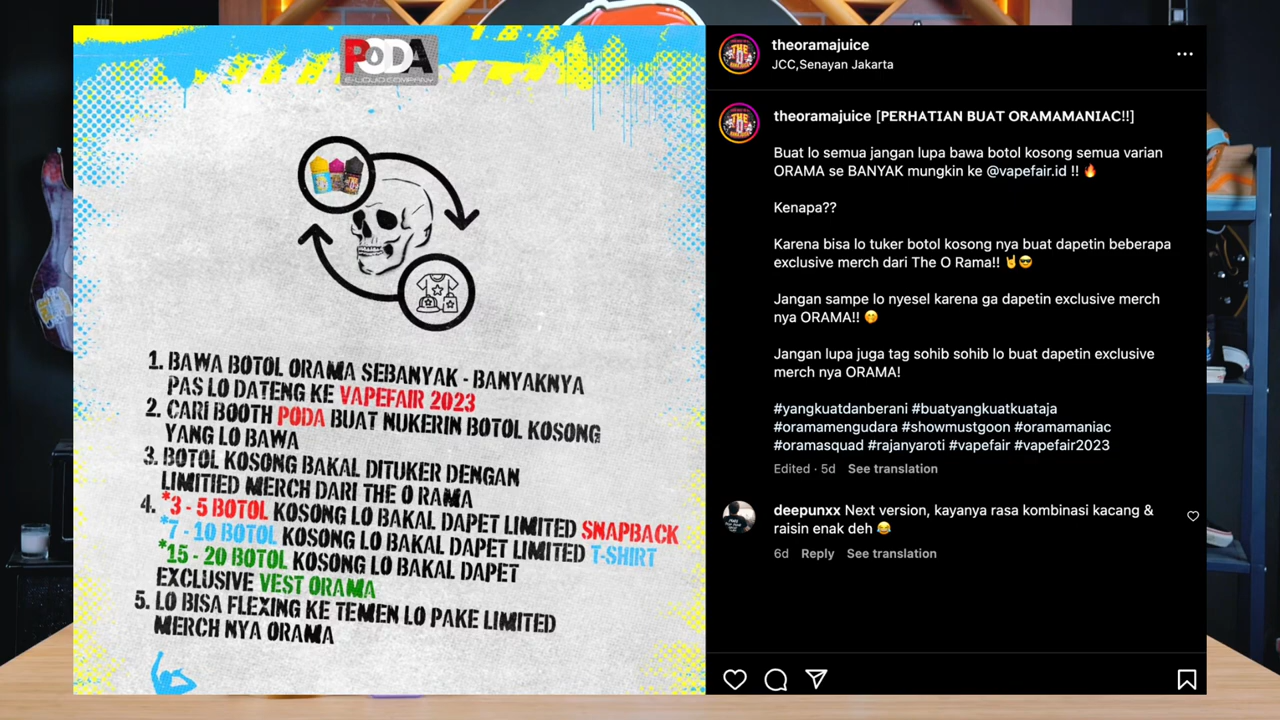 PODA
E-LIQUID COMPANY
1. BAWA BOTOL ORAMA SEBANYAK - BANYAKNYA
PAS LO DATENG KE VAPEFAIR 2023
2. CARI BOOTH PODA BUAT NUKERIN BOTOL KOSONG
YANG LO BAWA
3. BOTOL KOSONG BAKAL DITUKER DENGAN
LIMITIED MERCH DARI THE O RAMA
4. *3 - 5 BOTOL KOSONG LO BAKAL DAPET LIMITED SNAPBACK
*7 - 10 BOTOL KOSONG LO BAKAL DAPET LIMITED T-SHIRT
*15 - 20 BOTOL KOSONG LO BAKAL DAPET
EXCLUSIVE VEST ORAMA
5. LO BISA FLEXING KE TEMEN LO PAKE LIMITED
MERCH NYA ORAMA
theoramajuice
JCC,Senayan Jakarta
theoramajuice [PERHATIAN BUAT ORAMAMANIAC!!]
Buat lo semua jangan lupa bawa botol kosong semua varian
ORAMA se BANYAK mungkin ke @vapefair.id !! 🔥
Kenapa??
Karena bisa lo tuker botol kosong nya buat dapetin beberapa
exclusive merch dari The O Rama!! 🤘😎
Jangan sampe lo nyesel karena ga dapetin exclusive merch
nya ORAMA!! 🤭
Jangan lupa juga tag sohib sohib lo buat dapetin exclusive
merch nya ORAMA!
#yangkuatdanberani #buatyangkuatkuataja
#oramamengudara #showmustgoon #oramamaniac
#oramasquad #rajanyaroti #vapefair #vapefair2023
Edited · 5d See translation
deepunxx Next version, kayanya rasa kombinasi kacang &
raisin enak deh 😂
6d Reply See translation